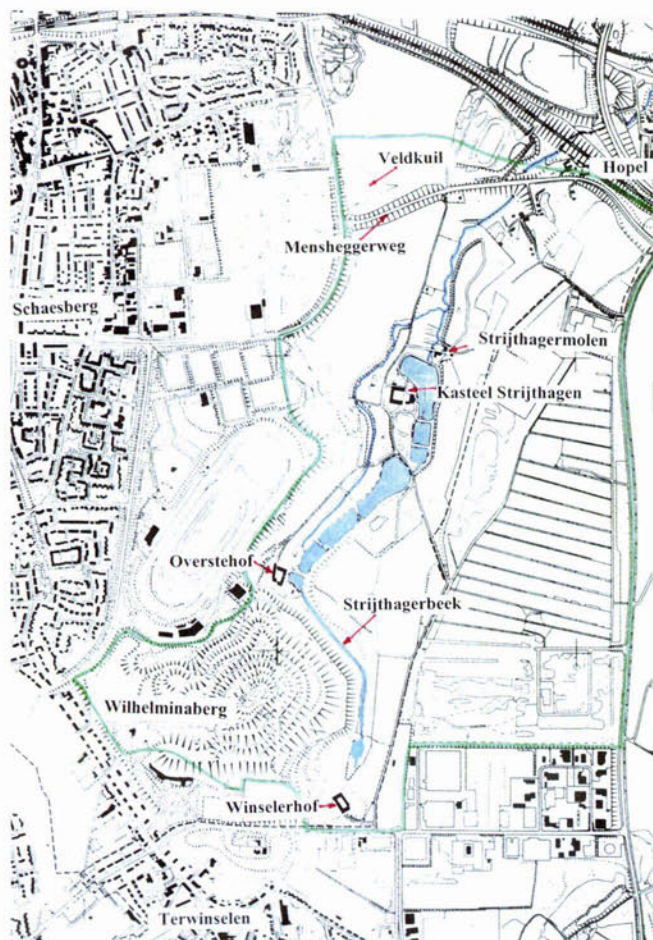 Veldkuil
Hopel
Mensheggerweg
Schaesberg
Strijthagermolen
Kasteel Strijthagen
Overstehof
Strijthagerbeek
Wilhelminaberg
Winselerhof
Terwinselen